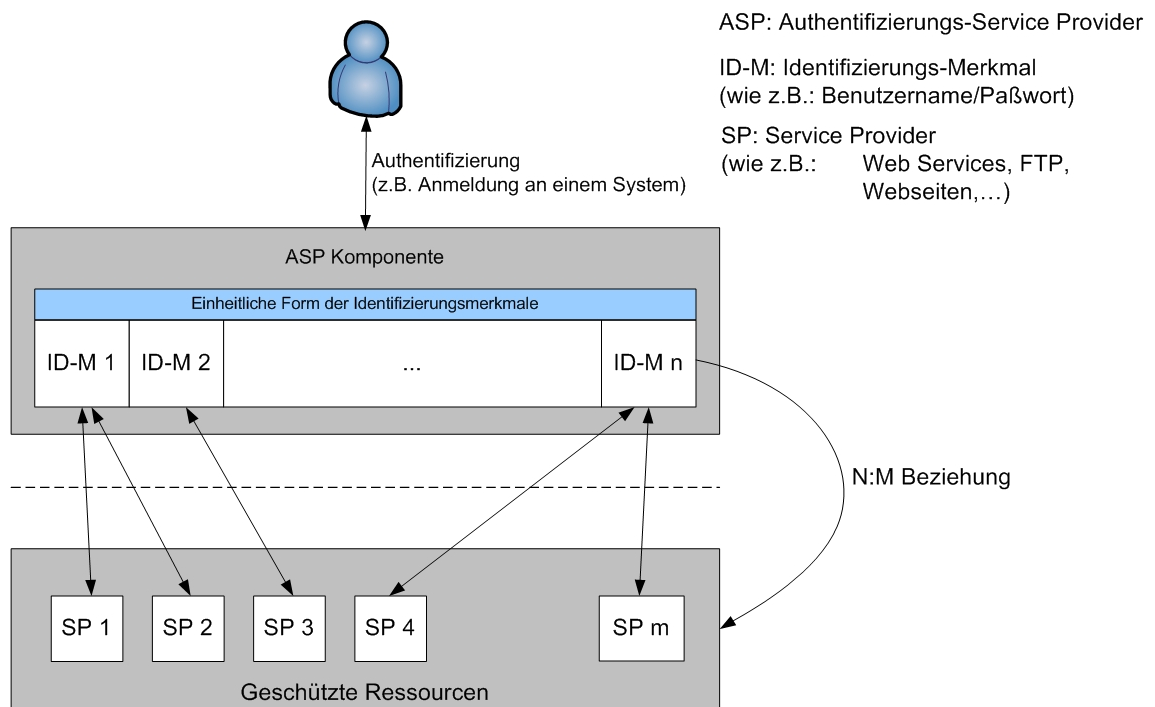 ASP: Authentifizierungs-Service Provider
ID-M: Identifizierungs-Merkmal
(wie z.B.: Benutzername/Paßwort)
SP: Service Provider
(wie z.B.: Web Services, FTP,
Webseiten,…)
Authentifizierung
(z.B. Anmeldung an einem System)
ASP Komponente
Einheitliche Form der Identifizierungsmerkmale
ID-M 1
ID-M 2
...
ID-M n
N:M Beziehung
SP 1
SP 2
SP 3
SP 4
SP m
Geschützte Ressourcen